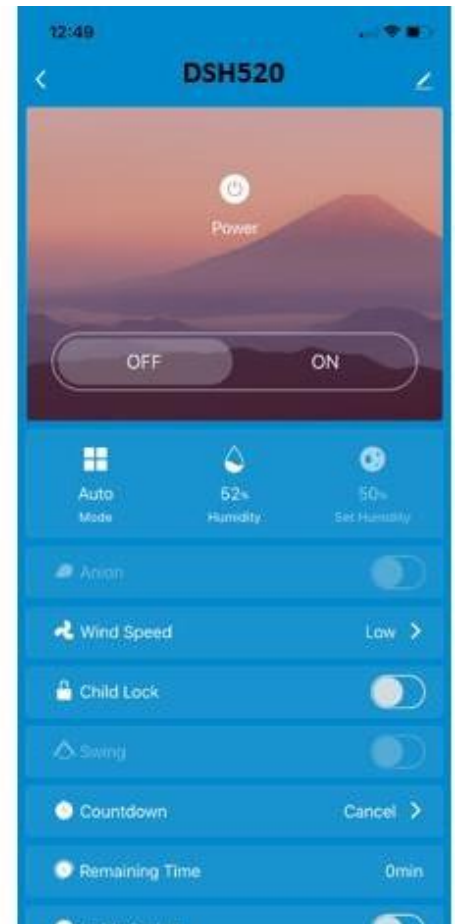 12:49
DSH520
Power
OFF ON
Auto 52% 50%
Mode Humidity Set Humidity
Anion
Wind Speed Low
Child Lock
Swing
Countdown Cancel
Remaining Time 0min